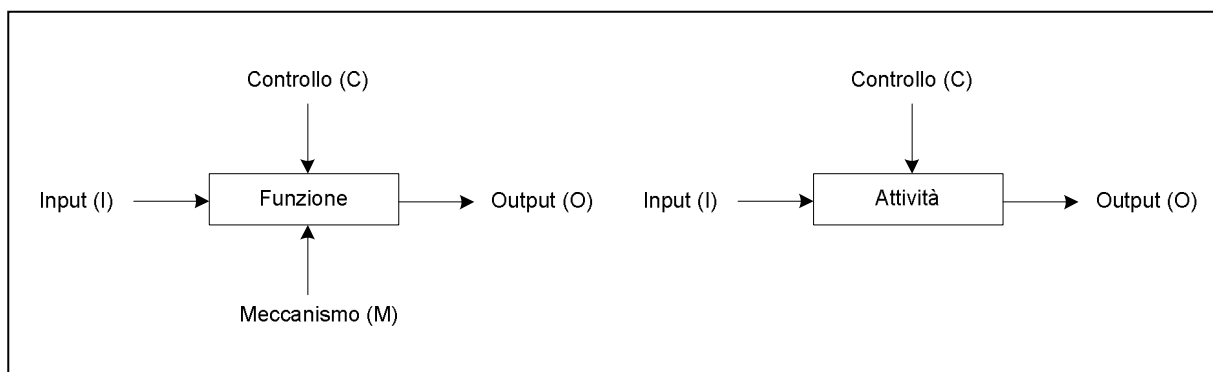 Controllo (C)
Input (I)
Funzione
Output (O)
Meccanismo (M)
Controllo (C)
Input (I)
Attività
Output (O)